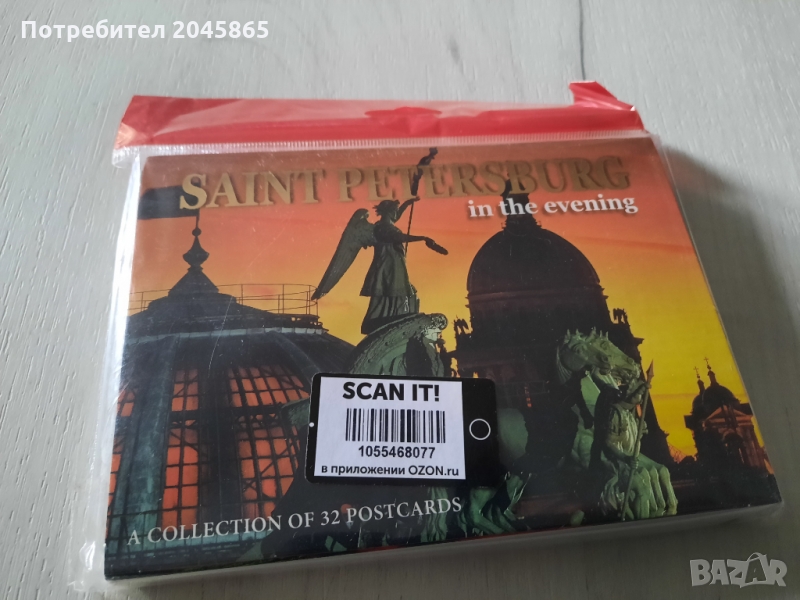 Потребител 2045865
SAINT PETERSBURG
in the evening
SCAN IT!
1055468077
в приложении OZON.ru
A COLLECTION OF 32 POSTCARDS
BAZAR